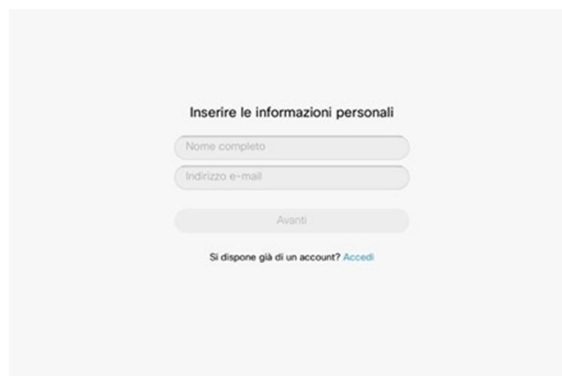 Inserire le informazioni personali
Nome completo
Indirizzo e-mail
Avanti
Si dispone già di un account? Accedi